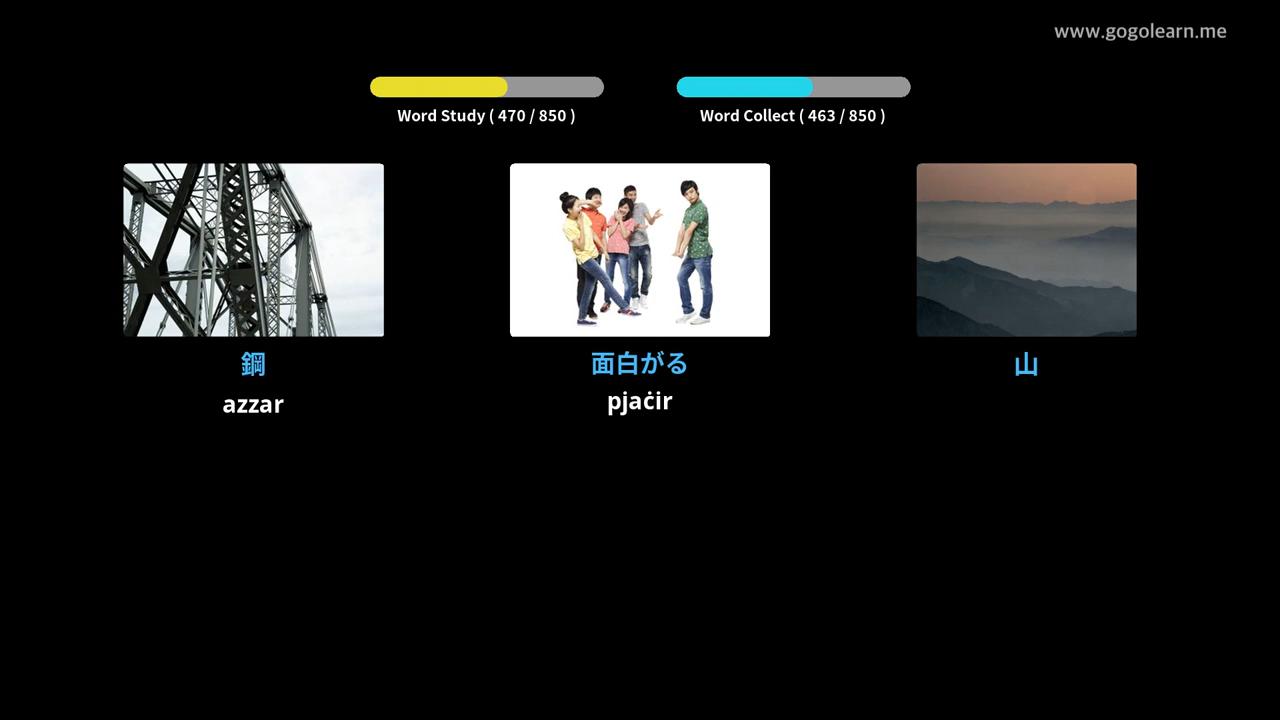 www.gogolearn.me
Word Study ( 470 / 850 )
Word Collect ( 463 / 850 )
鋼
azzar
面白がる
pjaċir
山